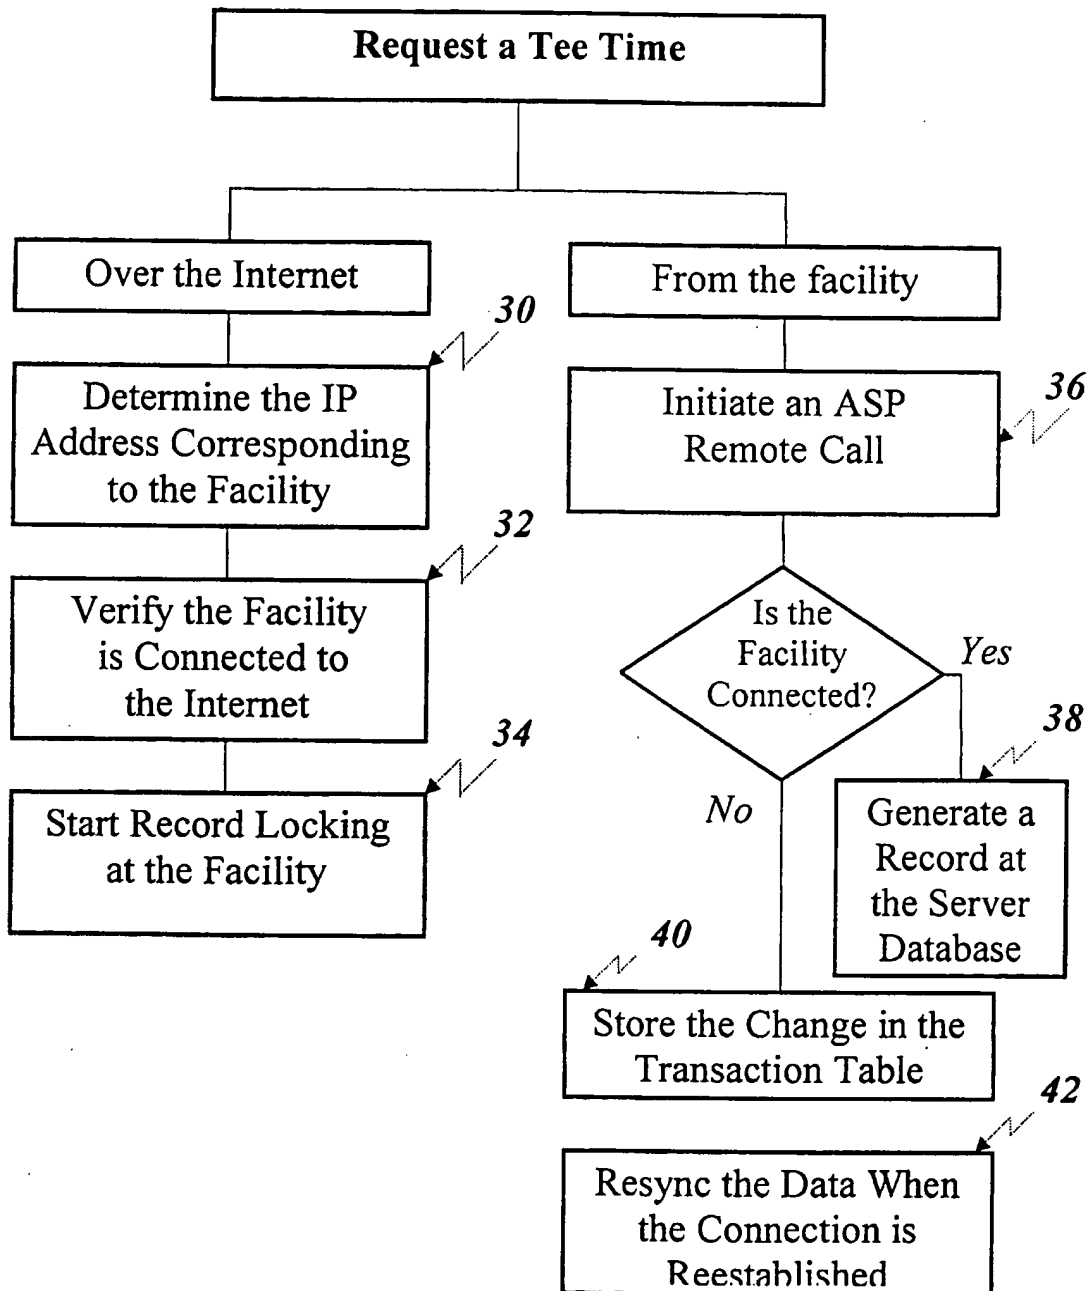 Request a Tee Time
Over the Internet
From the facility
30
Determine the IP
Address Corresponding
to the Facility
36
Initiate an ASP
Remote Call
32
Verify the Facility
is Connected to
the Internet
Is the
Facility
Connected?
Yes
34
Start Record Locking
at the Facility
38
No
Generate a
Record at
the Server
Database
40
Store the Change in the
Transaction Table
42
Resync the Data When
the Connection is
Reestablished